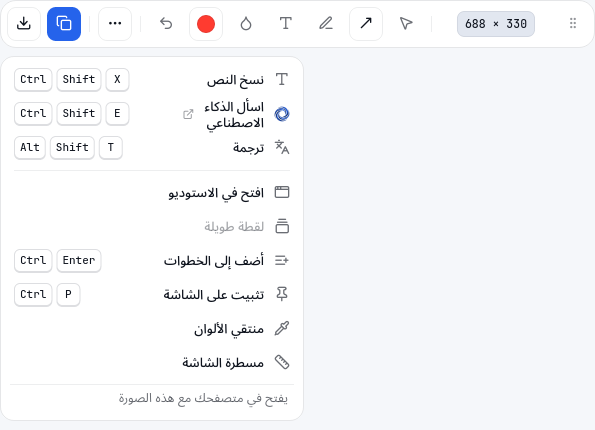 688 × 330
نسخ النص
Ctrl Shift X
اسأل الذكاء
الاصطناعي
Ctrl Shift E
ترجمة
Alt Shift T
افتح في الاستوديو
لقطة طويلة
أضف إلى الخطوات
Ctrl Enter
تثبيت على الشاشة
Ctrl P
منتقي الألوان
مسطرة الشاشة
يفتح في متصفحك مع هذه الصورة